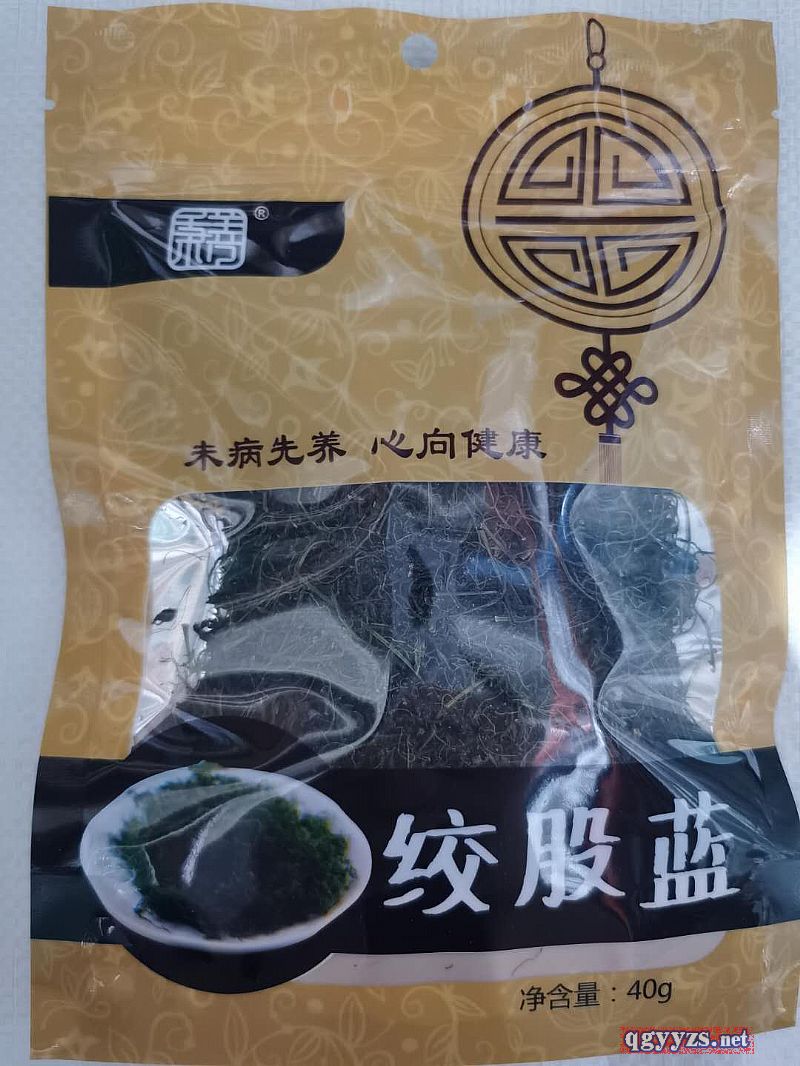 ®
未病先养 心向健康
绞股蓝
净含量：40g
qgyyzs.net